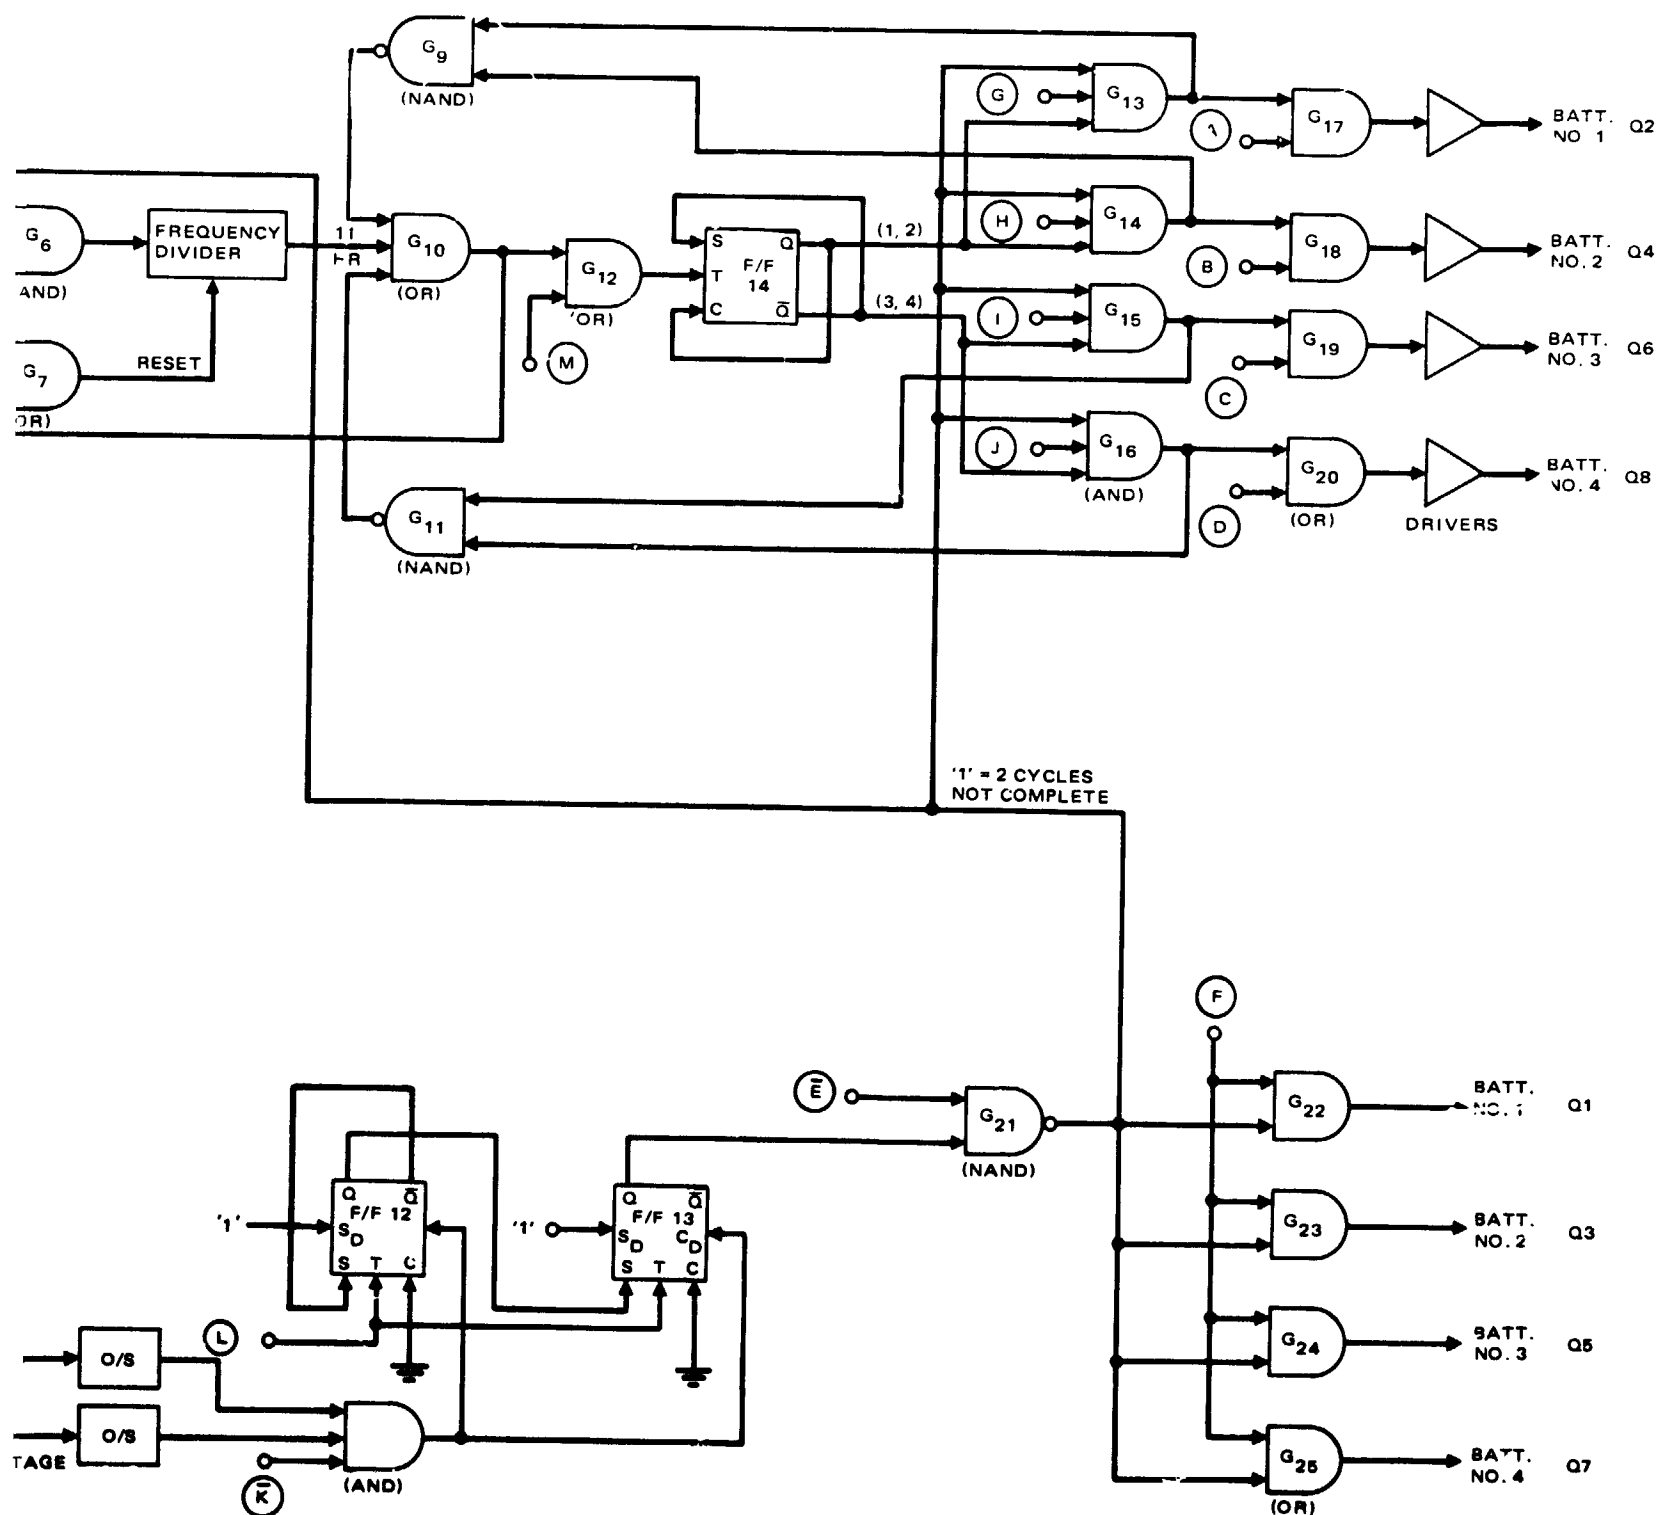 G9
(NAND)
G
G13
1
G17
BATT.
NO 1
Q2
G6
AND)
FREQUENCY
DIVIDER
11
HR
G10
(OR)
G12
'OR)
M
S
Q
T
F/F
14
C
Q̅
(1, 2)
(3, 4)
H
G14
B
G18
BATT.
NO. 2
Q4
I
G15
C
G19
BATT.
NO. 3
Q6
G7
OR)
RESET
J
G16
(AND)
D
G20
(OR)
BATT.
NO. 4
Q8
DRIVERS
G11
(NAND)
'1' = 2 CYCLES
NOT COMPLETE
F
E̅
G21
(NAND)
G22
BATT.
NO. 1
Q1
Q
Q̅
F/F 12
'1'
SD
S
T
C
Q
Q̅
F/F 13
'1'
SD
CD
S
T
C
G23
BATT.
NO. 2
Q3
L
O/S
G24
BATT.
NO. 3
Q5
O/S
TAGE
K̅
(AND)
G25
(OR)
BATT.
NO. 4
Q7